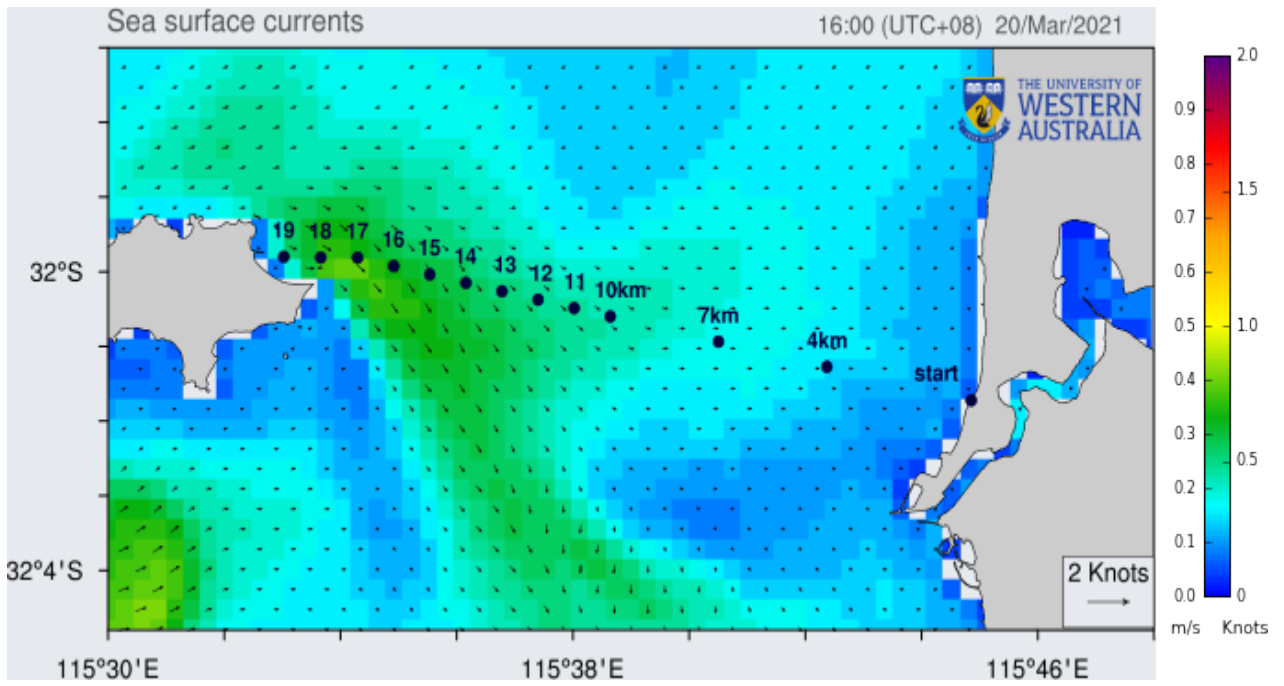 Sea surface currents
16:00 (UTC+08) 20/Mar/2021
THE UNIVERSITY OF
WESTERN
AUSTRALIA
19 18 17 16 15 14 13 12 11 10km 7km 4km start
32°S
32°4'S
115°30'E 115°38'E 115°46'E
2 Knots
2.0
0.9
0.8
1.5
0.7
0.6
0.5 1.0
0.4
0.3
0.5
0.2
0.1
0.0 0
m/s Knots